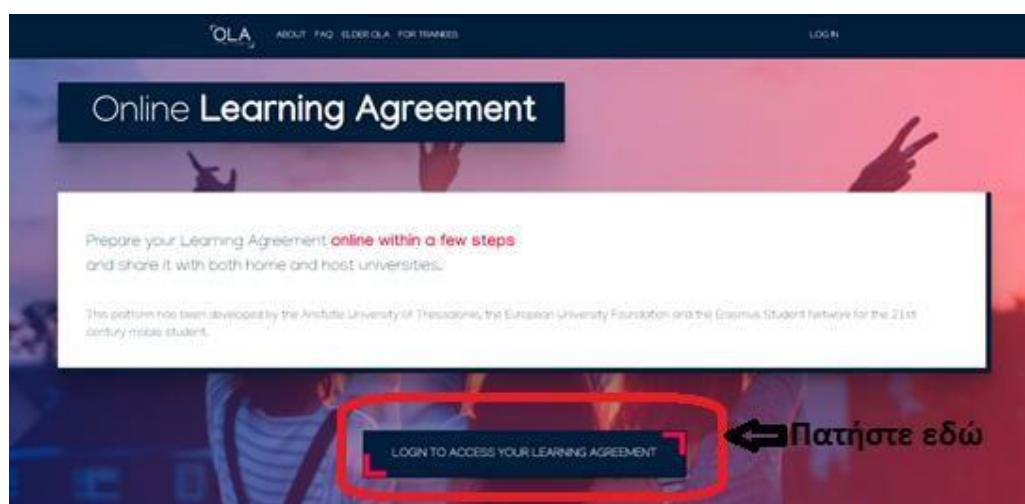 OLA ABOUT FAQ ELDER OLA FOR TRAINEES LOG IN
Online Learning Agreement
Prepare your Learning Agreement online within a few steps
and share it with both home and host universities.
This platform has been developed by the Aristotle University of Thessaloniki, the European University Foundation and the Erasmus Student Network for the 21st
century mobile student.
LOGIN TO ACCESS YOUR LEARNING AGREEMENT
Πατήστε εδώ